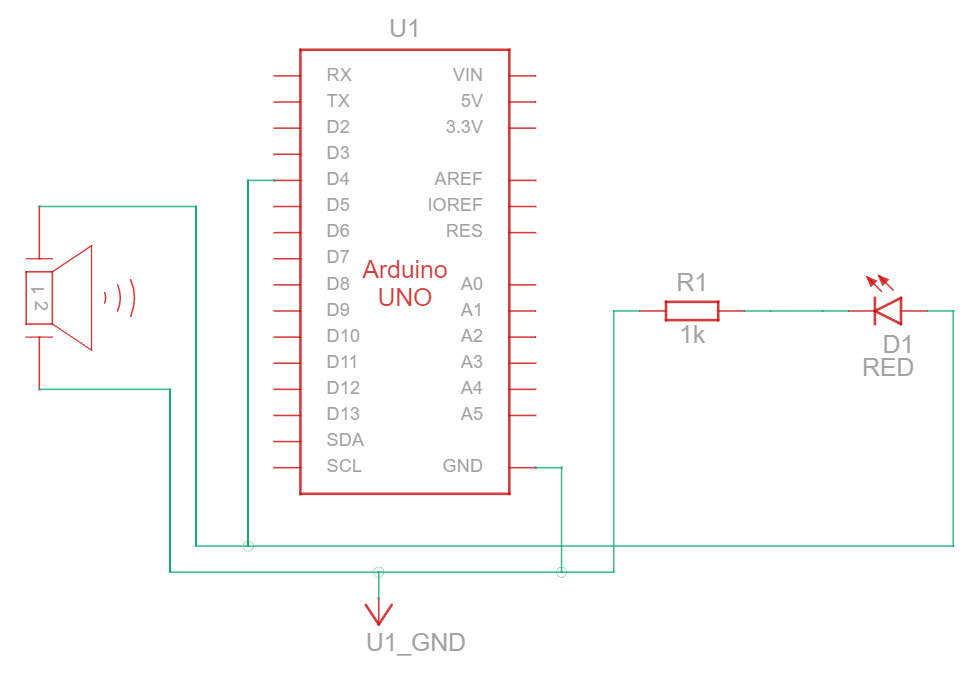 U1
RX VIN
TX 5V
D2 3.3V
D3
D4 AREF
D5 IOREF
D6 RES
D7
Arduino
UNO
D8 A0
D9 A1
D10 A2
D11 A3
D12 A4
D13 A5
SDA
SCL GND
1 2
R1
1k
D1
RED
U1_GND